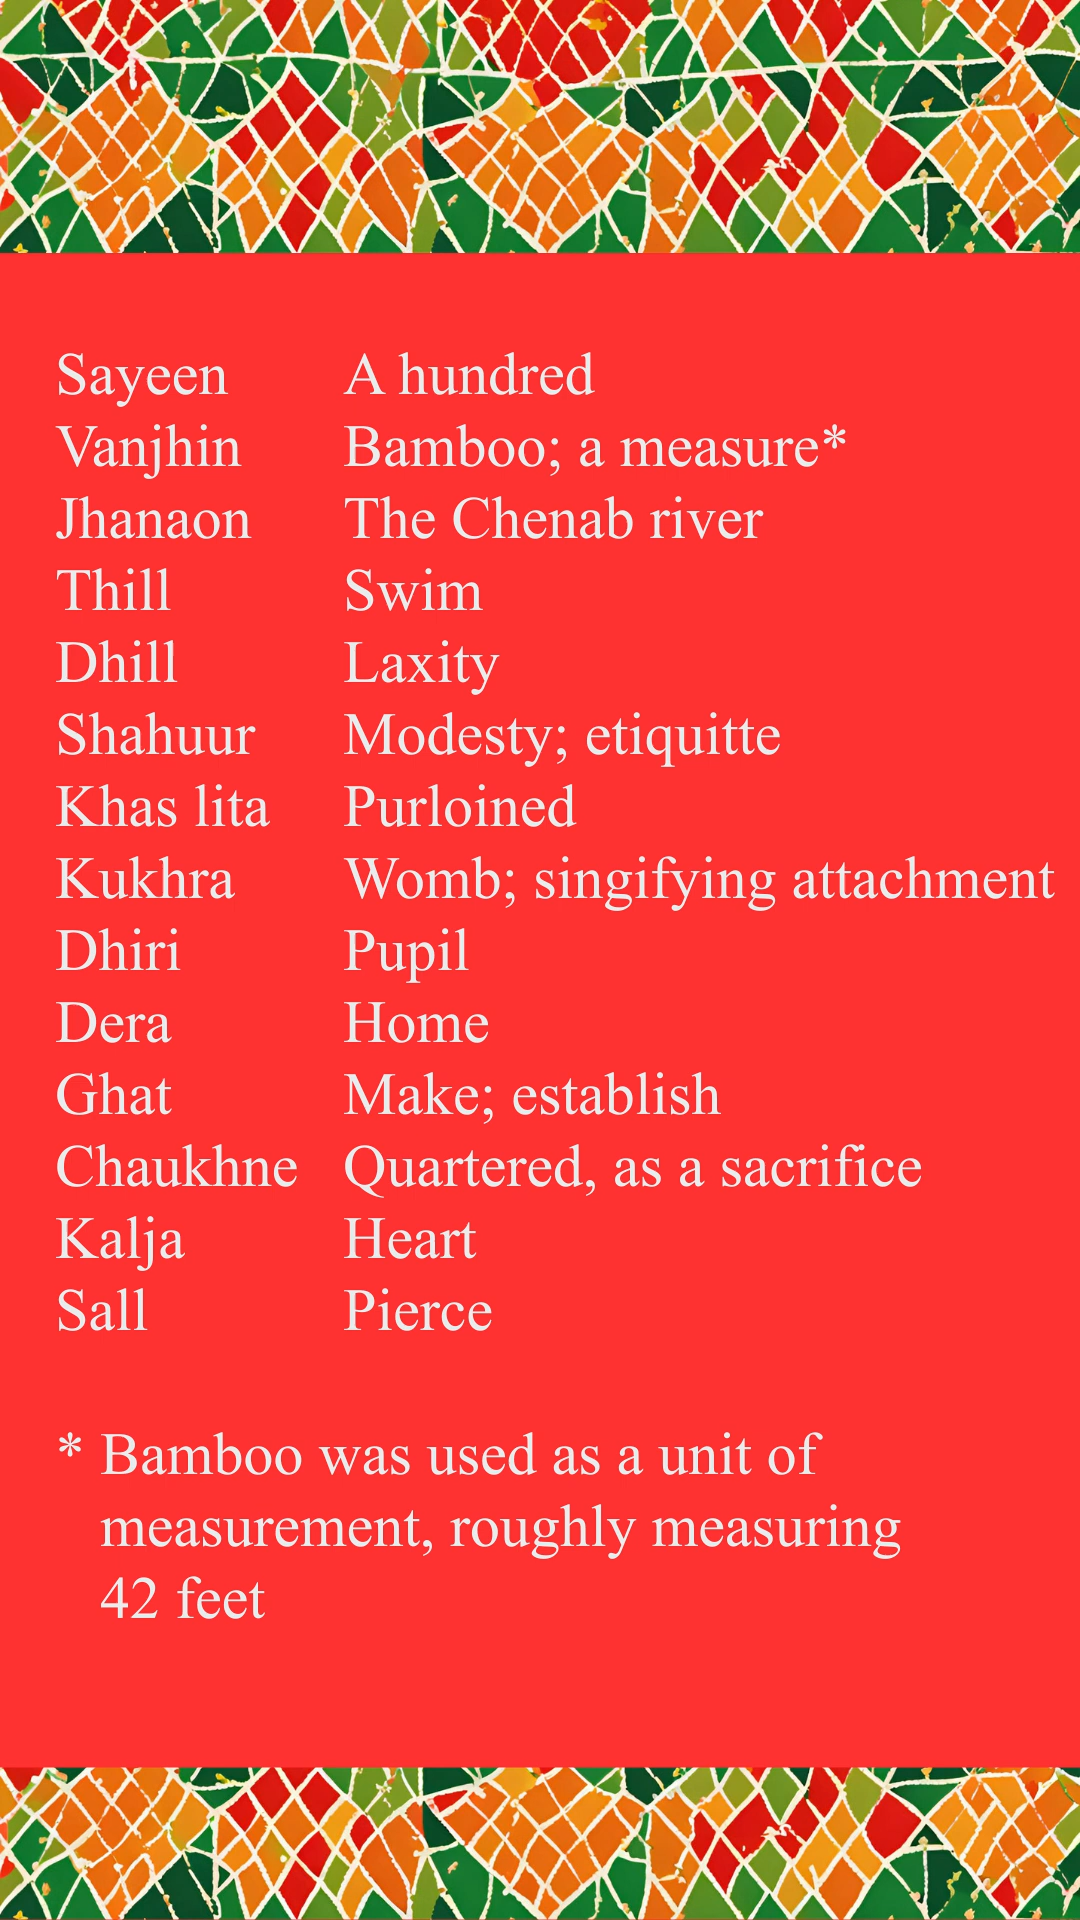 Sayeen A hundred
Vanjhin Bamboo; a measure*
Jhanaon The Chenab river
Thill Swim
Dhill Laxity
Shahuur Modesty; etiquitte
Khas lita Purloined
Kukhra Womb; singifying attachment
Dhiri Pupil
Dera Home
Ghat Make; establish
Chaukhne Quartered, as a sacrifice
Kalja Heart
Sall Pierce
* Bamboo was used as a unit of
measurement, roughly measuring
42 feet